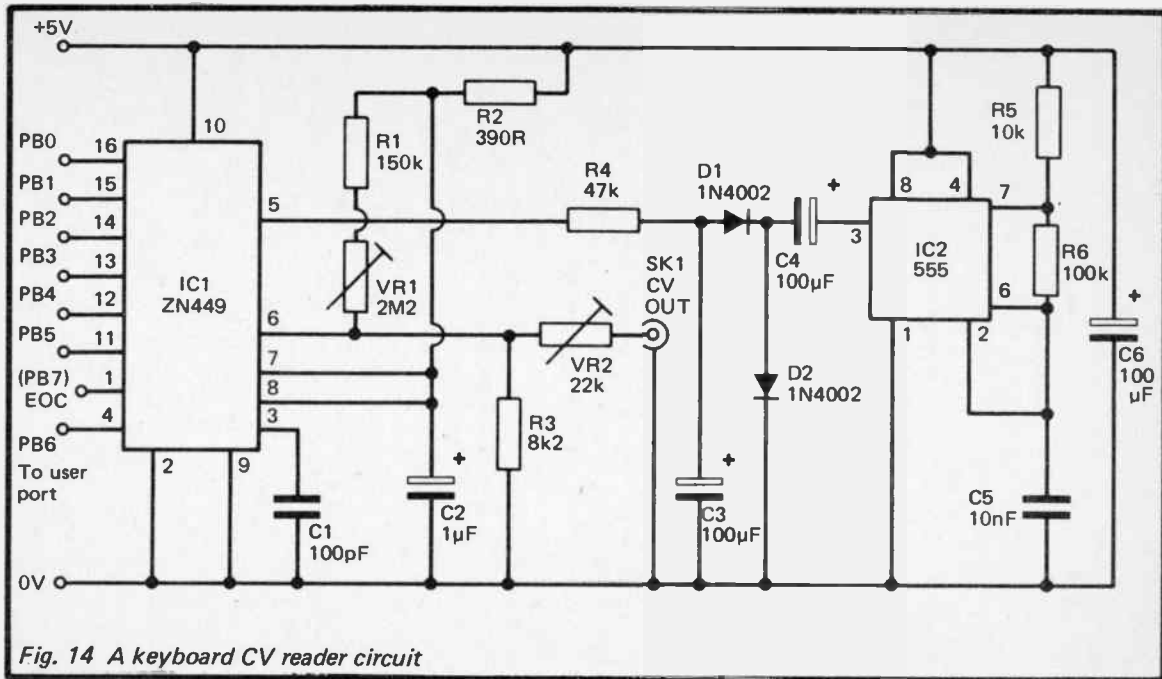 +5V
PB0
PB1
PB2
PB3
PB4
PB5
(PB7)
EOC
PB6
To user
port
0V
16
15
14
13
12
11
1
4
10
IC1
ZN449
2
9
5
6
7
8
3
C1
100pF
R1
150k
VR1
2M2
R2
390R
C2
1µF
+
R3
8k2
R4
47k
VR2
22k
SK1
CV
OUT
D1
1N4002
C3
100µF
+
D2
1N4002
C4
100µF
+
3
8
4
IC2
555
7
6
2
1
R5
10k
R6
100k
C5
10nF
C6
100
µF
+
Fig. 14 A keyboard CV reader circuit